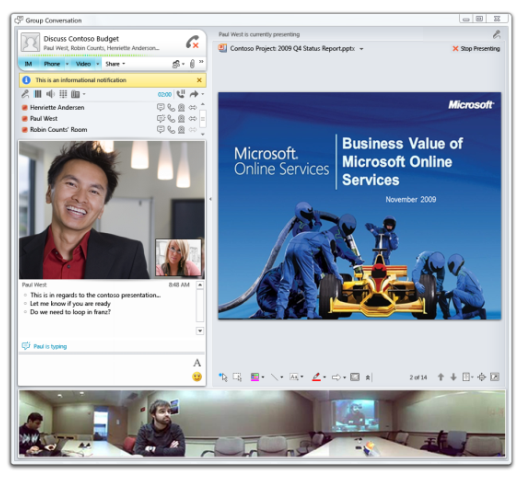 Group Conversation
Discuss Contoso Budget
Paul West, Robin Counts, Henriette Andersen...
IM Phone Video Share
This is an informational notification
02:00
Henriette Andersen
Paul West
Robin Counts' Room
Paul West 8:48 AM
This is in regards to the contoso presentation...
Let me know if you are ready
Do we need to loop in franz?
Paul is typing
A
Paul West is currently presenting
Contoso Project: 2009 Q4 Status Report.pptx
Stop Presenting
Microsoft
Microsoft
Online Services
Business Value of
Microsoft Online
Services
November 2009
2 of 14